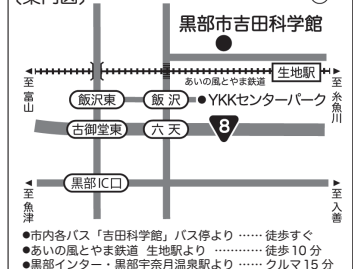 （案内図）
黒部市吉田科学館
生地駅
あいの風とやま鉄道
至富山
至糸魚川
飯沢東
飯沢
●YKKセンターパーク
古御堂東
六天
8
黒部IC口
至魚津
至入善
●市内各バス「吉田科学館」バス停より …… 徒歩すぐ
●あいの風とやま鉄道 生地駅より …… 徒歩10分
●黒部インター・黒部宇奈月温泉駅より …… クルマ15分